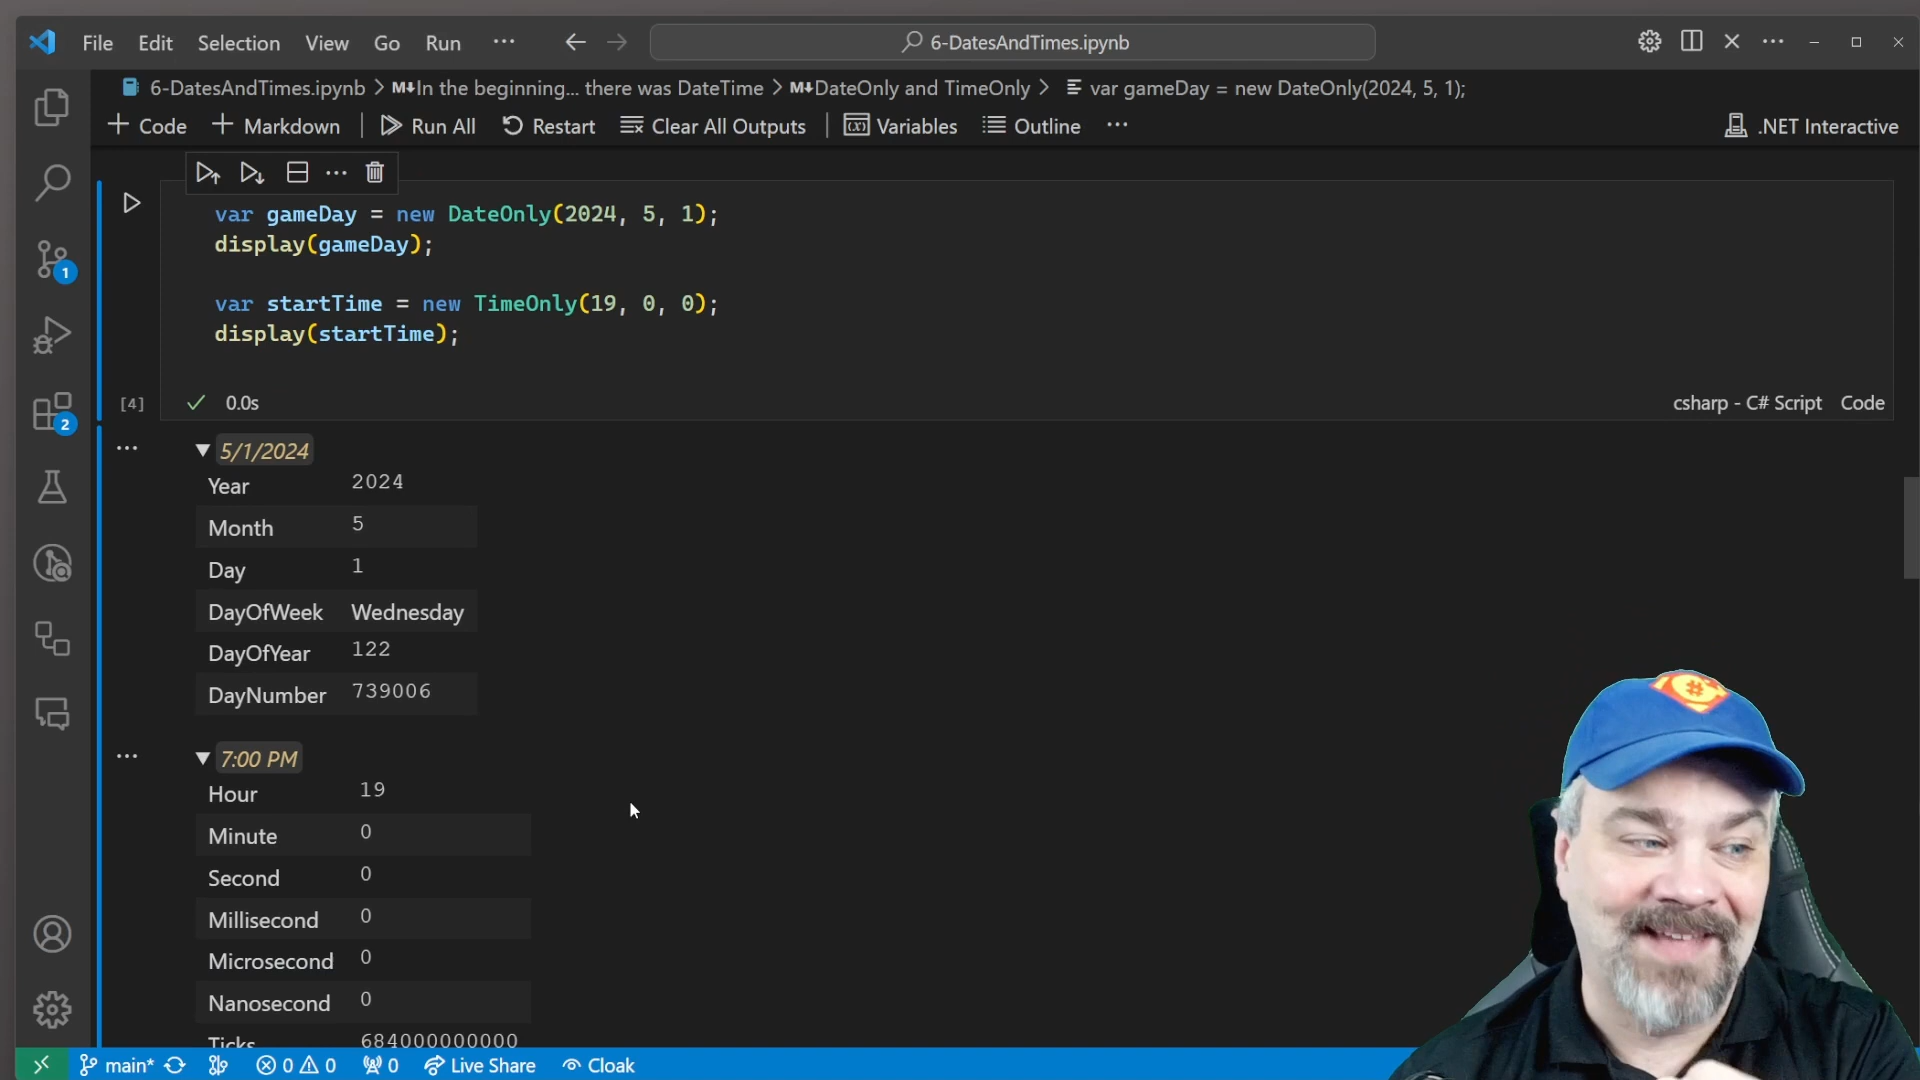 File Edit Selection View Go Run ... 6-DatesAndTimes.ipynb
6-DatesAndTimes.ipynb > M↓In the beginning... there was DateTime > M↓DateOnly and TimeOnly > var gameDay = new DateOnly(2024, 5, 1);
+ Code + Markdown Run All Restart Clear All Outputs (x) Variables Outline ... .NET Interactive
var gameDay = new DateOnly(2024, 5, 1);
display(gameDay);
var startTime = new TimeOnly(19, 0, 0);
display(startTime);
[4] ✓ 0.0s csharp - C# Script Code
5/1/2024
Year 2024
Month 5
Day 1
DayOfWeek Wednesday
DayOfYear 122
DayNumber 739006
7:00 PM
Hour 19
Minute 0
Second 0
Millisecond 0
Microsecond 0
Nanosecond 0
Ticks 684000000000
1
2
C#
main* 0 0 0 Live Share Cloak